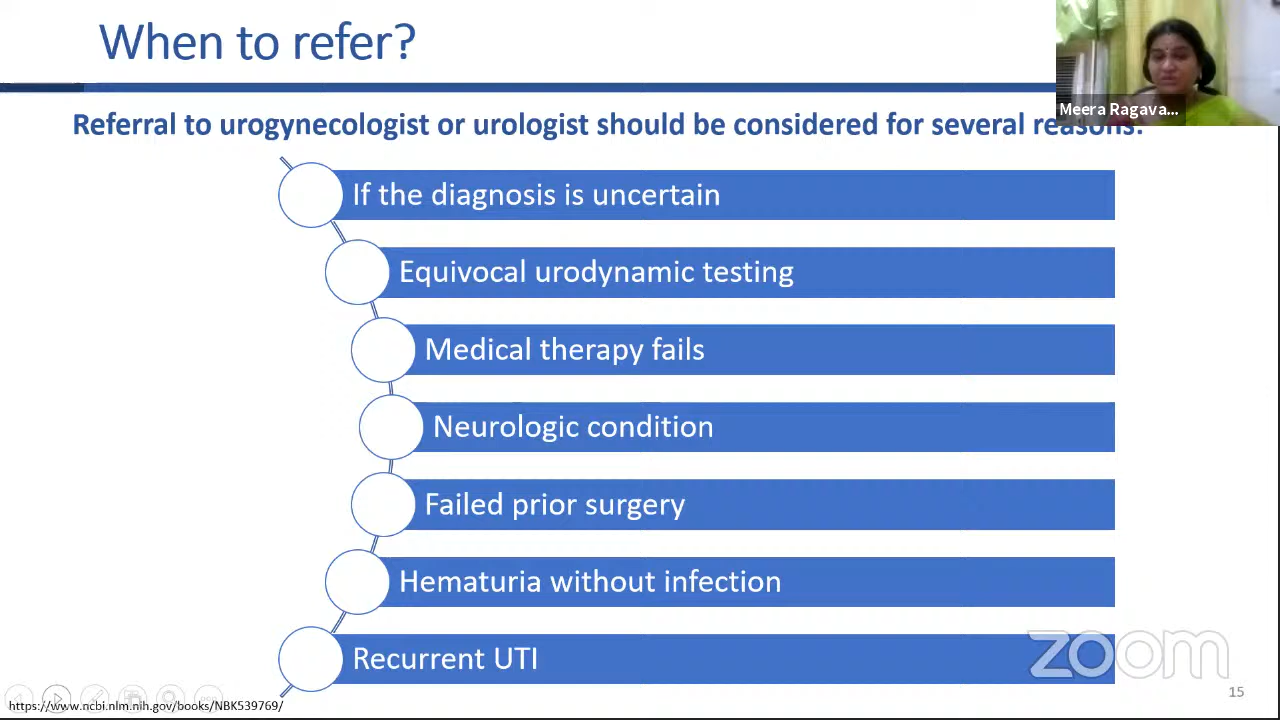 When to refer?
Meera Ragava...
Referral to urogynecologist or urologist should be considered for several reasons:
If the diagnosis is uncertain
Equivocal urodynamic testing
Medical therapy fails
Neurologic condition
Failed prior surgery
Hematuria without infection
Recurrent UTI
zoom
15
https://www.ncbi.nlm.nih.gov/books/NBK539769/